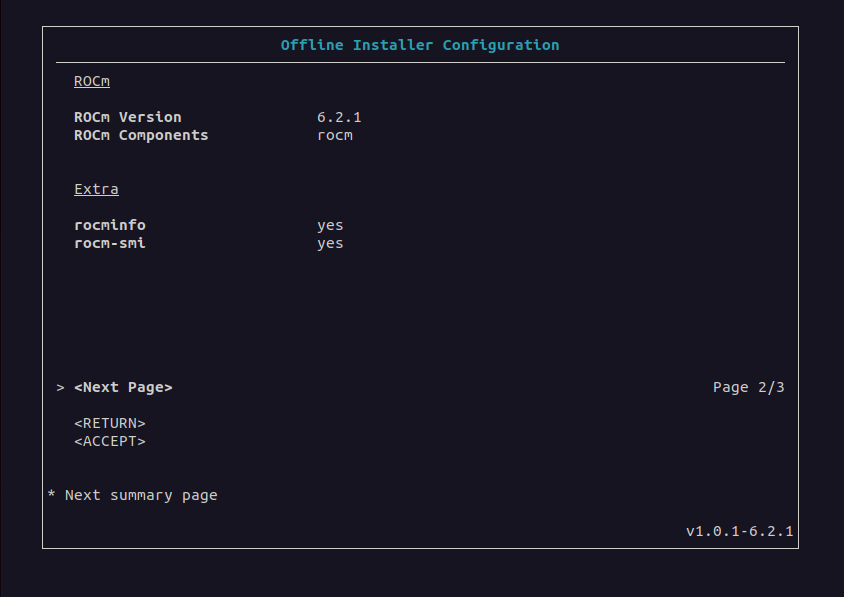 Offline Installer Configuration
ROCm
ROCm Version 6.2.1
ROCm Components rocm
Extra
rocminfo yes
rocm-smi yes
> <Next Page> Page 2/3
<RETURN>
<ACCEPT>
* Next summary page
v1.0.1-6.2.1